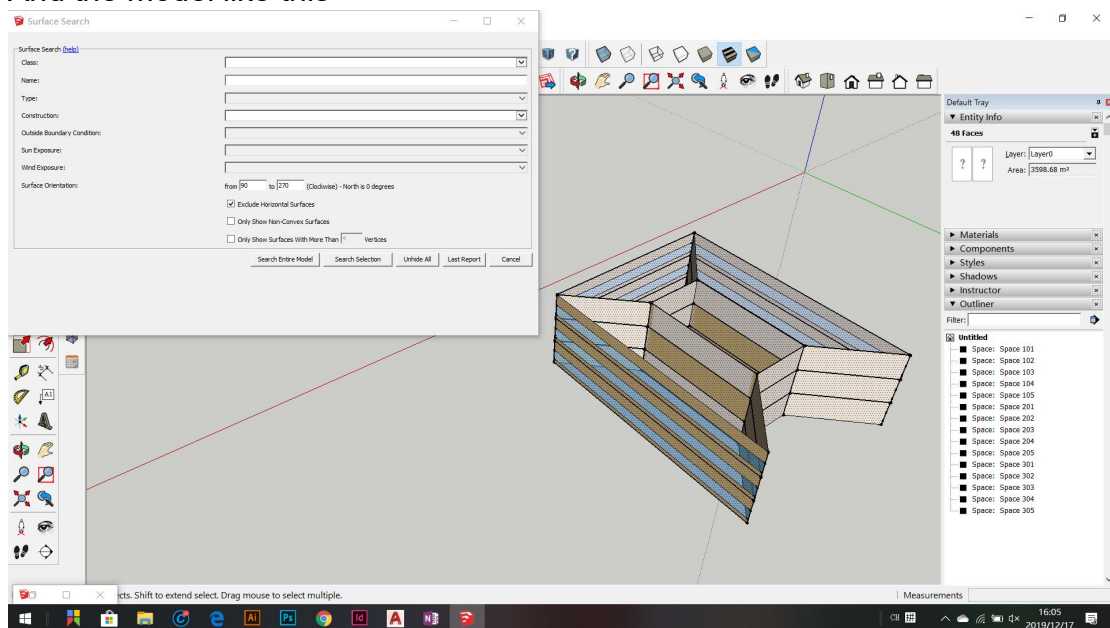 Surface Search
Surface Search (help)
Class:
Name:
Type:
Construction:
Outside Boundary Condition:
Sun Exposure:
Wind Exposure:
Surface Orientation:
from 90 to 270 (Clockwise) - North is 0 degrees
Exclude Horizontal Surfaces
Only Show Non-Convex Surfaces
Only Show Surfaces With More Than Vertices
Search Entire Model Search Selection Unhide All Last Report Cancel
Default Tray
Entity Info
48 Faces
Layer: Layer0
Area: 3598.68 m²
Materials
Components
Styles
Shadows
Instructor
Outliner
Filter:
Untitled
Space: Space 101
Space: Space 102
Space: Space 103
Space: Space 104
Space: Space 105
Space: Space 201
Space: Space 202
Space: Space 203
Space: Space 204
Space: Space 205
Space: Space 301
Space: Space 302
Space: Space 303
Space: Space 304
Space: Space 305
A1
Shift to extend select. Drag mouse to select multiple.
Measurements
Ai Ps Id A N
CH
16:05
2019/12/17